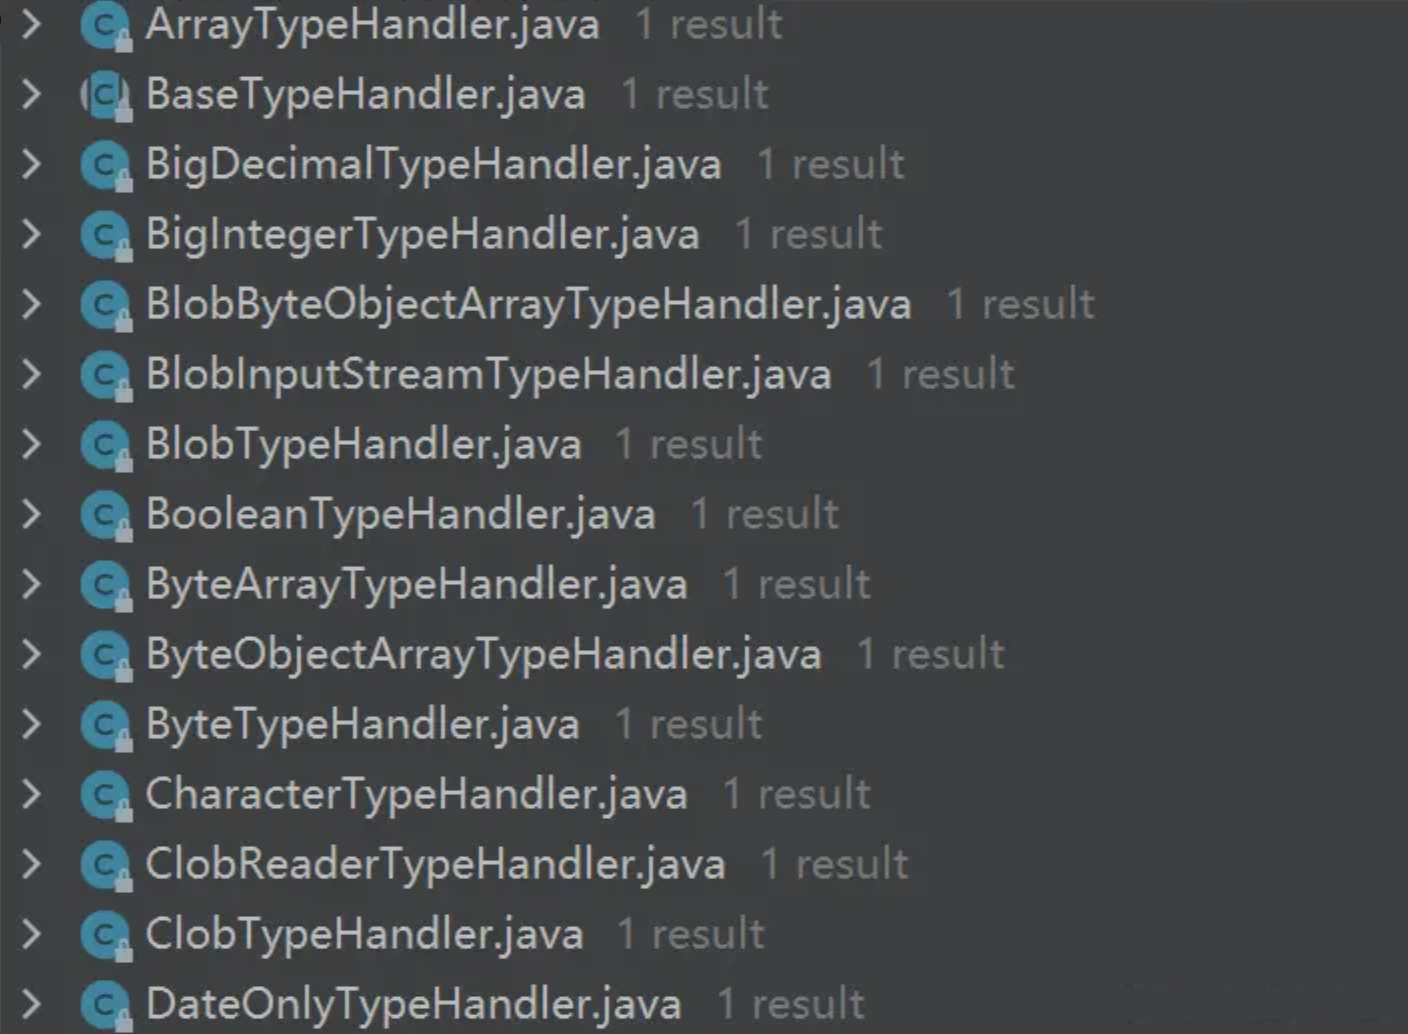 ArrayTypeHandler.java 1 result
BaseTypeHandler.java 1 result
BigDecimalTypeHandler.java 1 result
BigIntegerTypeHandler.java 1 result
BlobByteObjectArrayTypeHandler.java 1 result
BlobInputStreamTypeHandler.java 1 result
BlobTypeHandler.java 1 result
BooleanTypeHandler.java 1 result
ByteArrayTypeHandler.java 1 result
ByteObjectArrayTypeHandler.java 1 result
ByteTypeHandler.java 1 result
CharacterTypeHandler.java 1 result
ClobReaderTypeHandler.java 1 result
ClobTypeHandler.java 1 result
DateOnlyTypeHandler.java 1 result